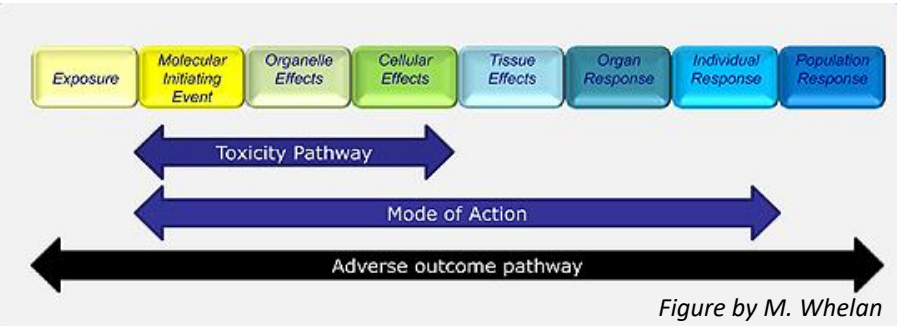 Exposure
Molecular
Initiating
Event
Organelle
Effects
Cellular
Effects
Tissue
Effects
Organ
Response
Individual
Response
Population
Response
Toxicity Pathway
Mode of Action
Adverse outcome pathway
Figure by M. Whelan